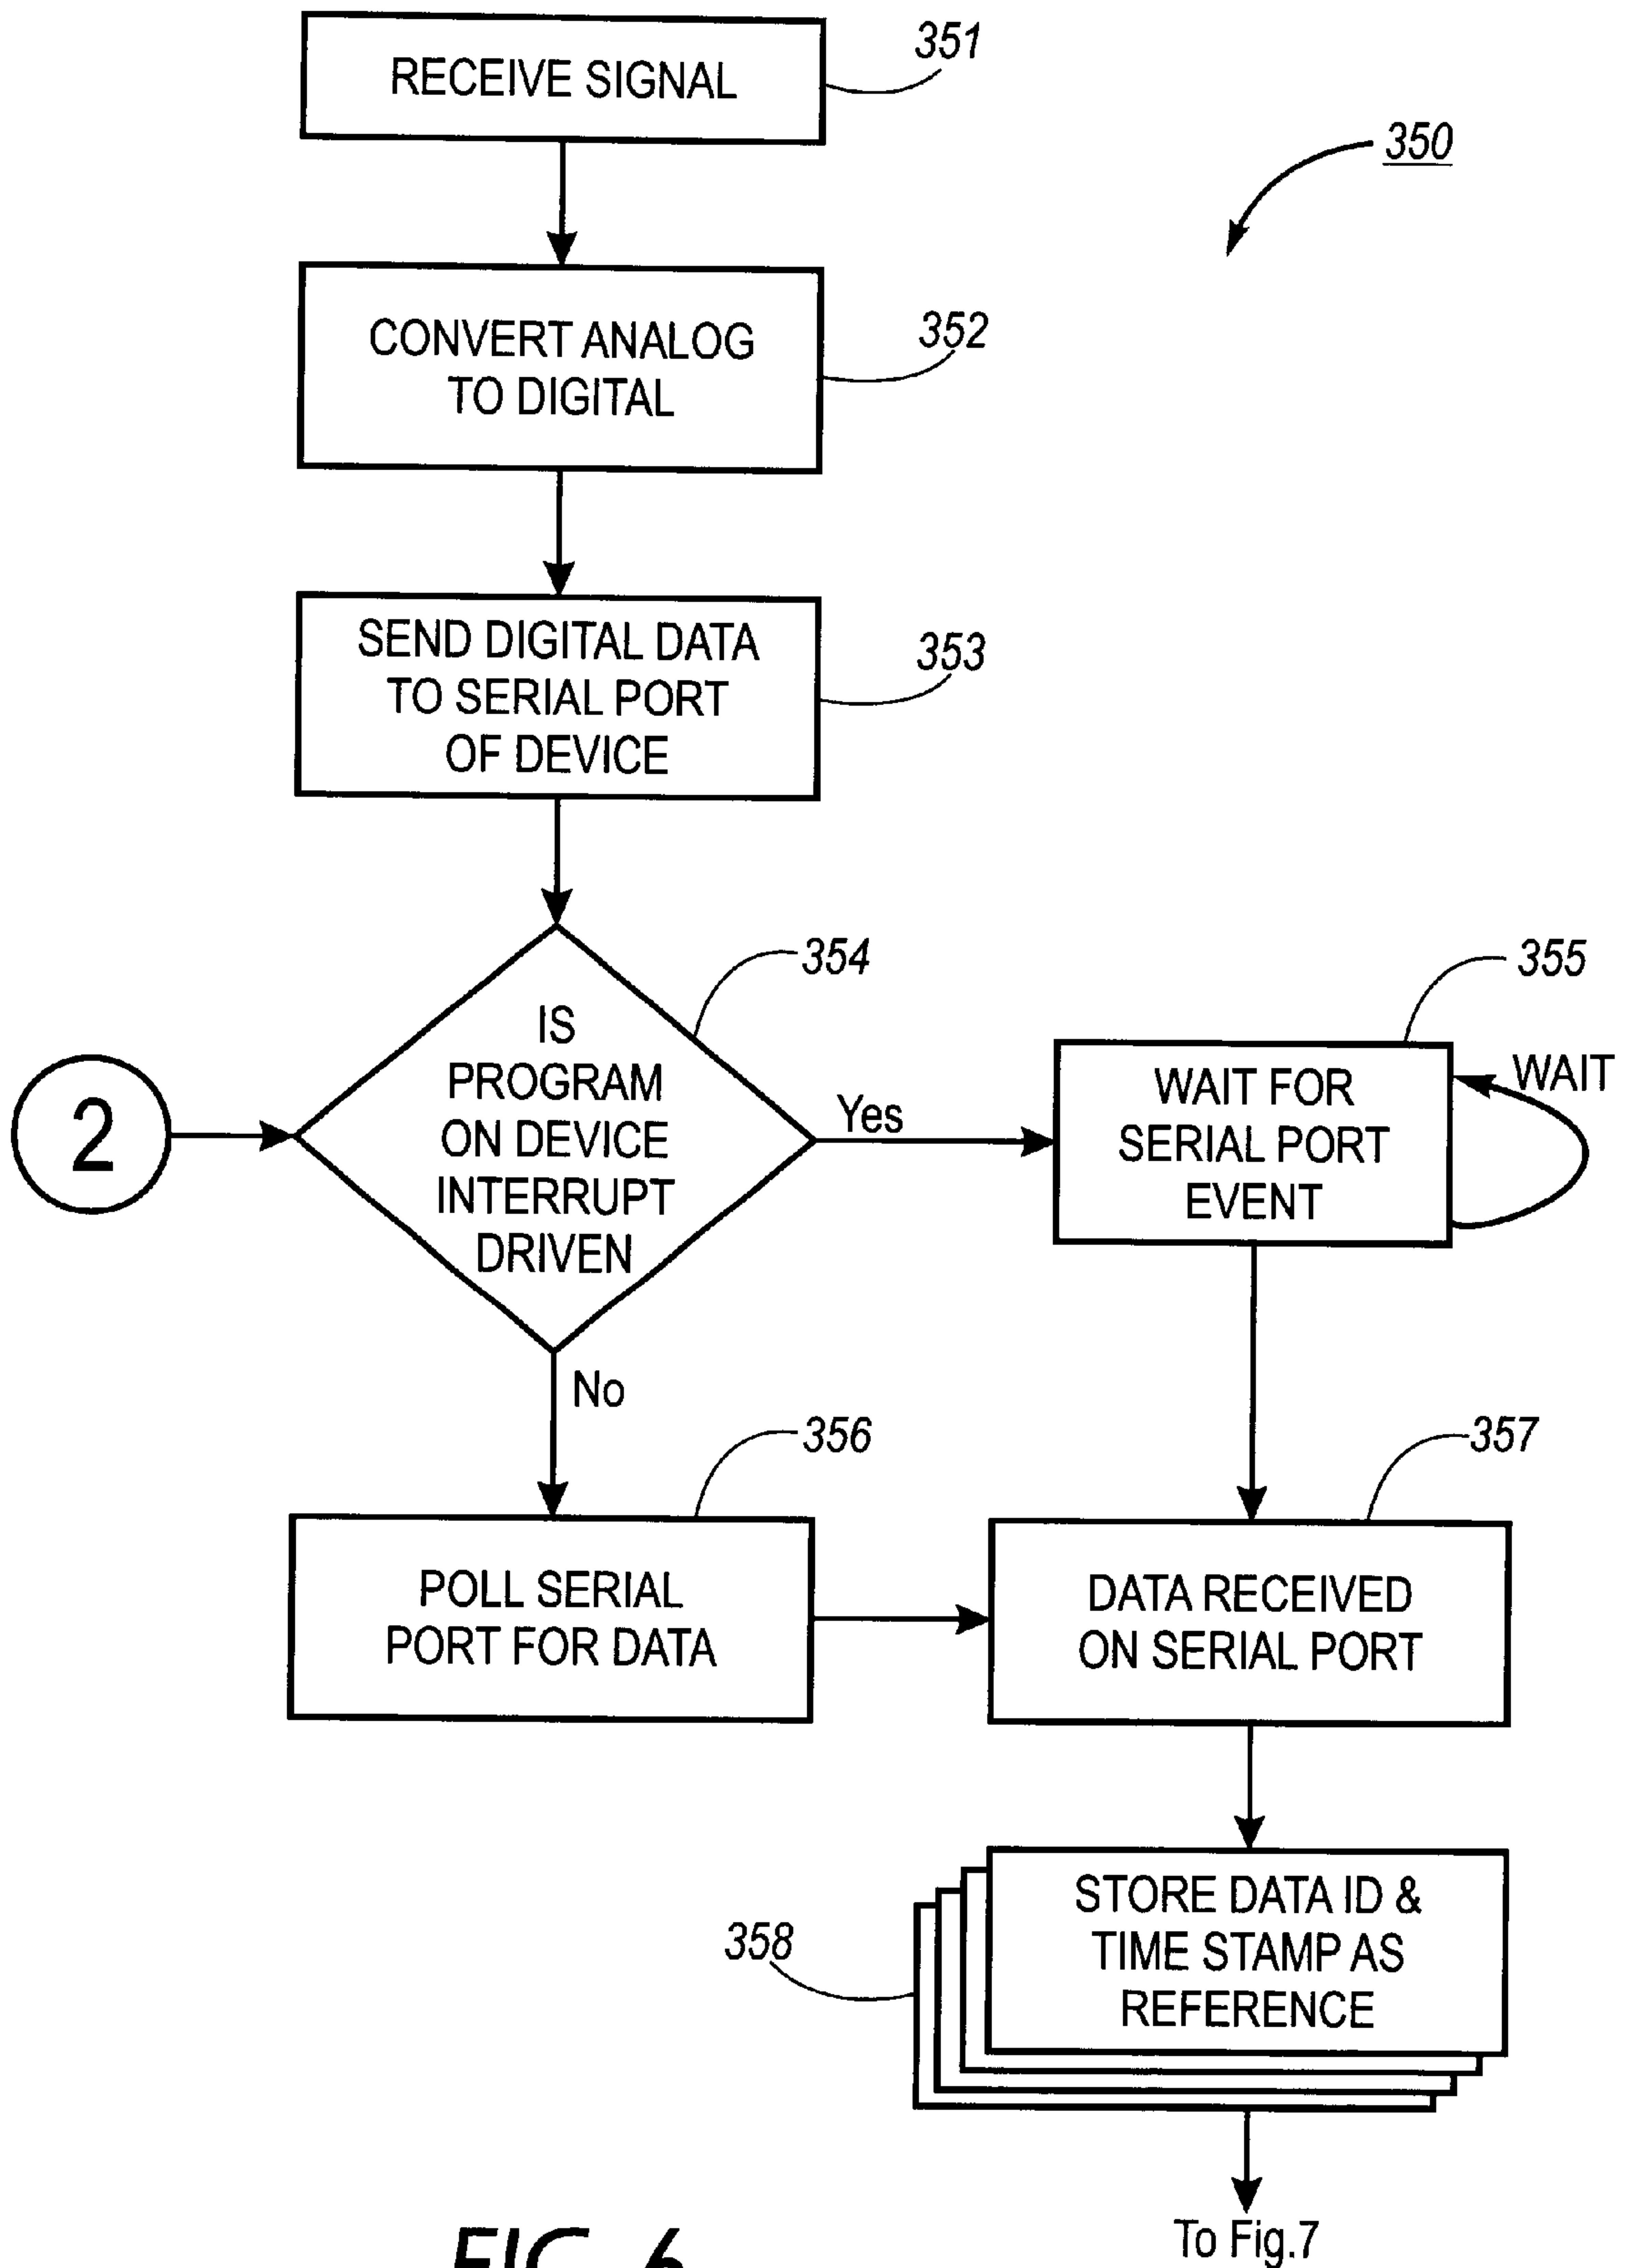 RECEIVE SIGNAL
351
350
CONVERT ANALOG
TO DIGITAL
352
SEND DIGITAL DATA
TO SERIAL PORT
OF DEVICE
353
354
IS
PROGRAM
ON DEVICE
INTERRUPT
DRIVEN
2
Yes
No
355
WAIT FOR
SERIAL PORT
EVENT
WAIT
356
POLL SERIAL
PORT FOR DATA
357
DATA RECEIVED
ON SERIAL PORT
358
STORE DATA ID &
TIME STAMP AS
REFERENCE
To Fig.7
FIG. 6